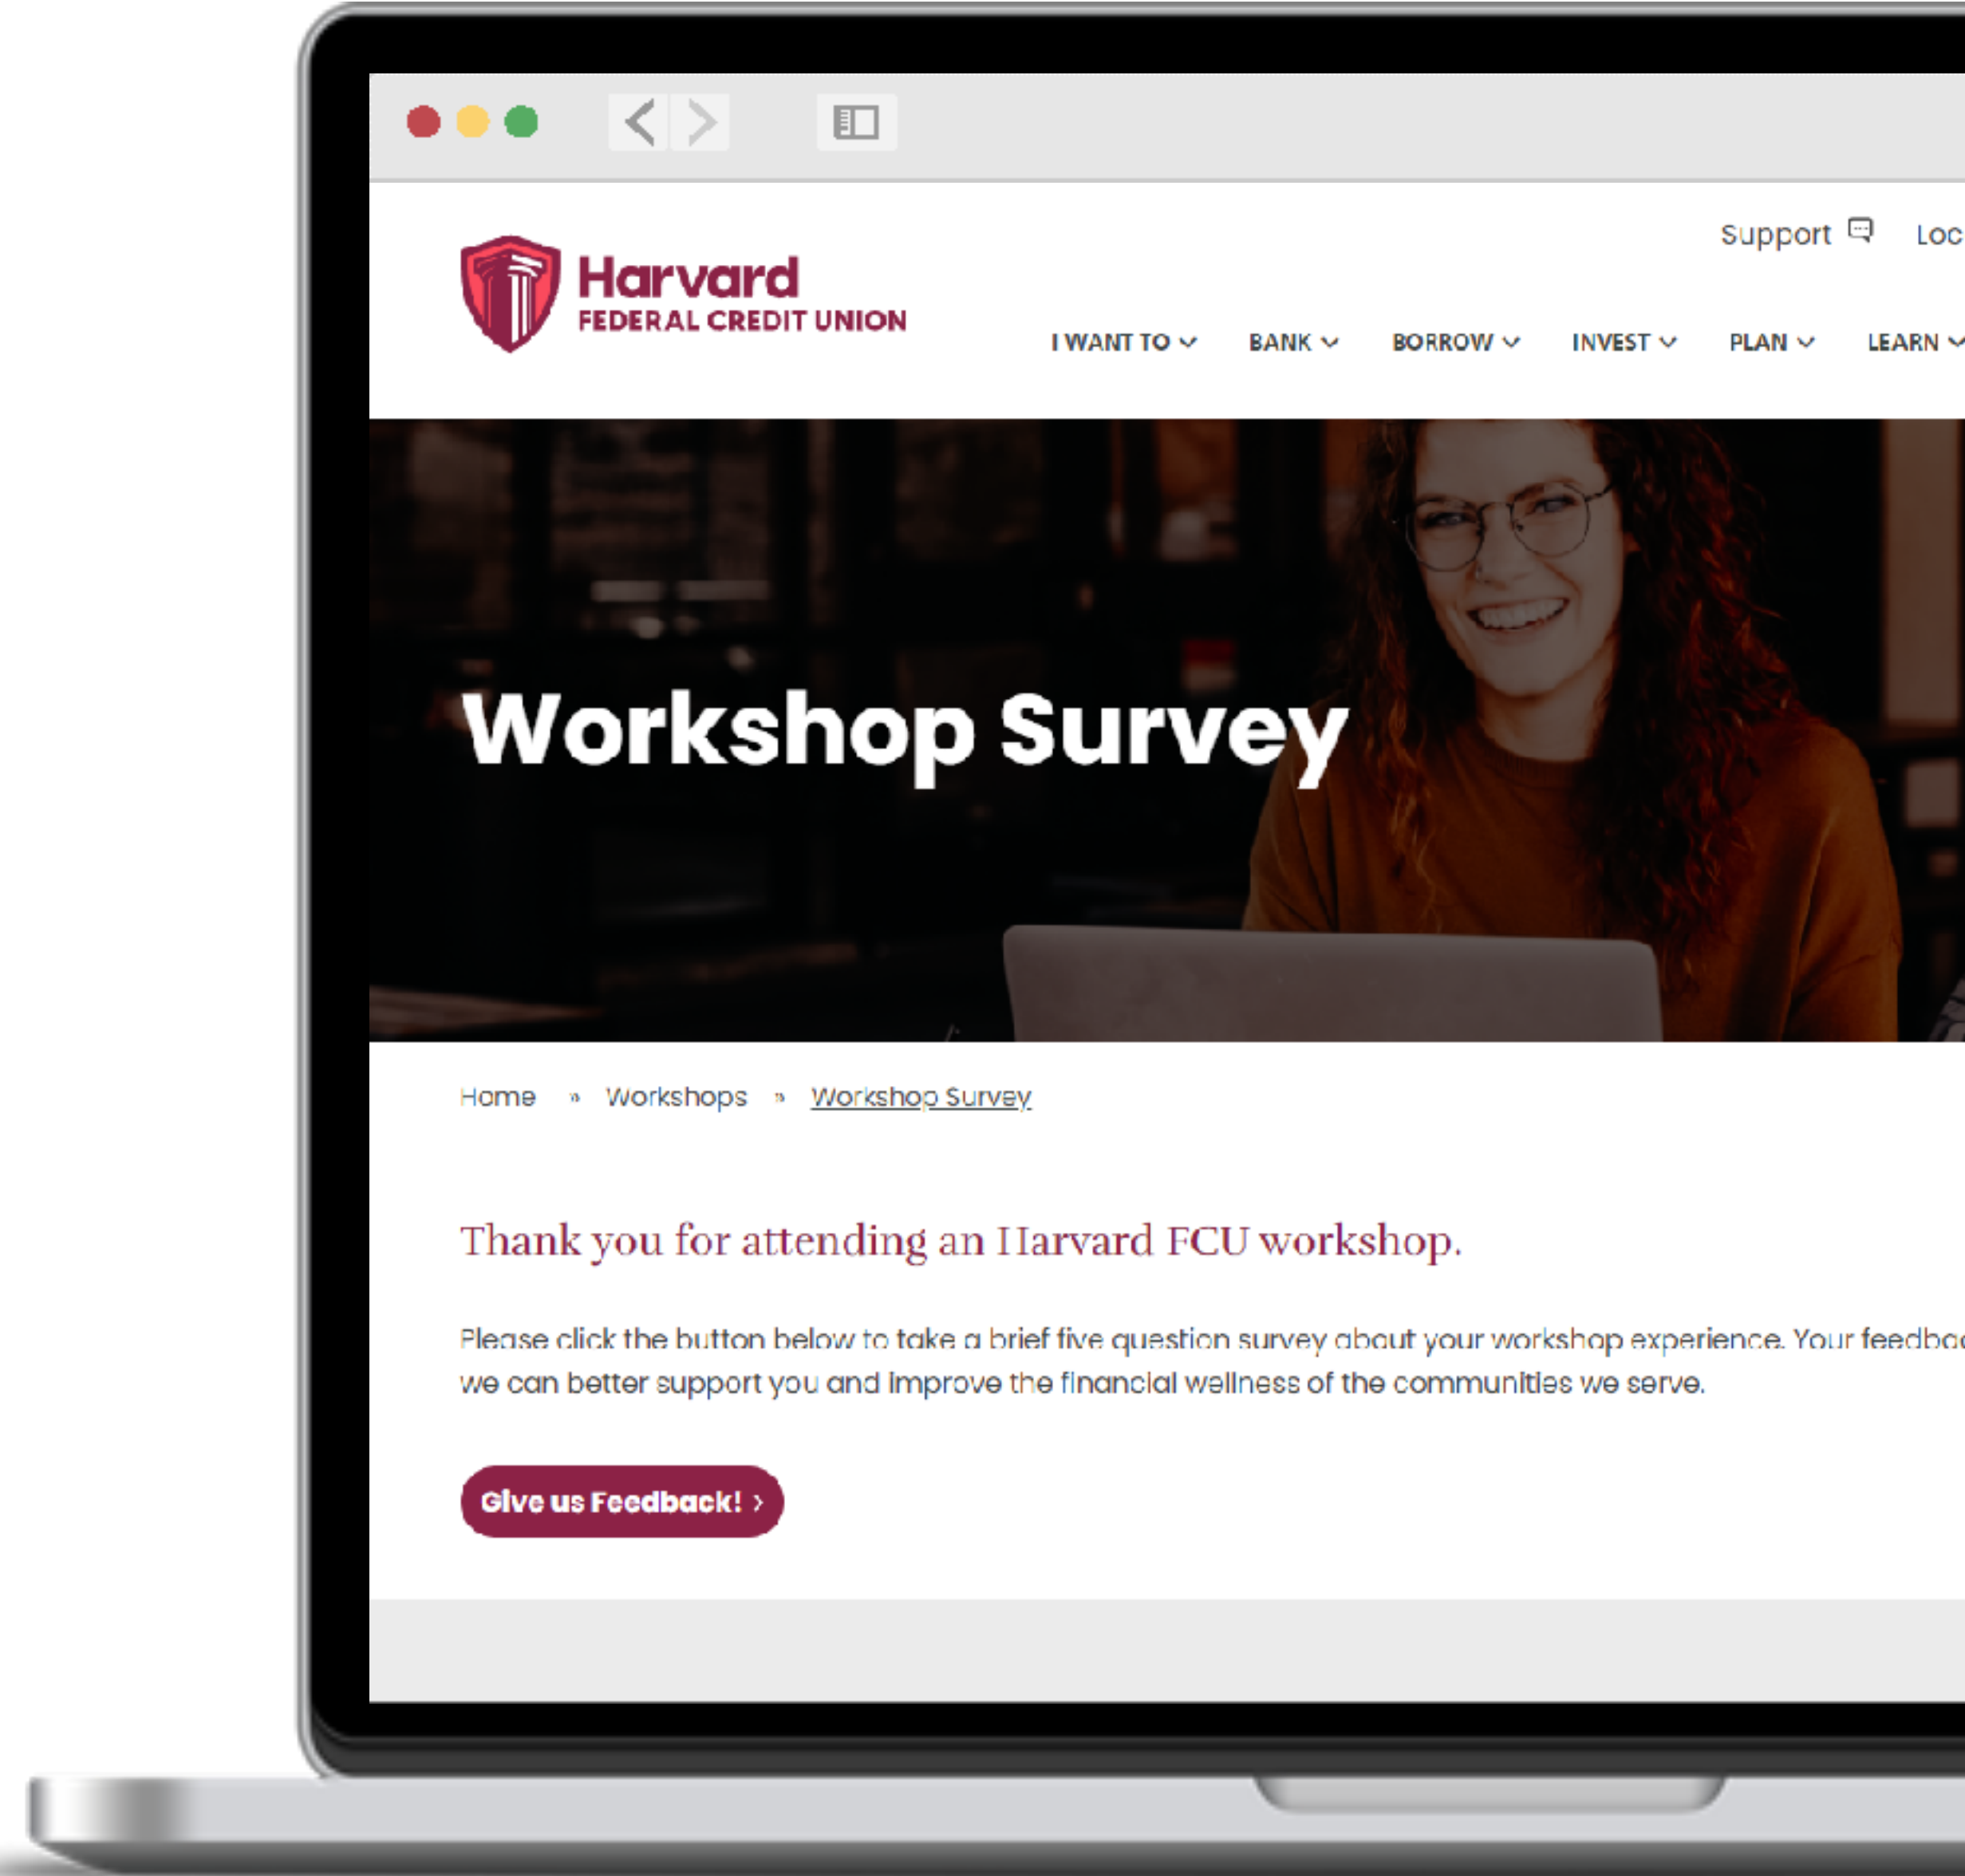 Support Loc
Harvard
FEDERAL CREDIT UNION
I WANT TO BANK BORROW INVEST PLAN LEARN
Workshop Survey
Home » Workshops » Workshop Survey
Thank you for attending an Harvard FCU workshop.
Please click the button below to take a brief five question survey about your workshop experience. Your feedbac
we can better support you and improve the financial wellness of the communities we serve.
Give us Feedback! >